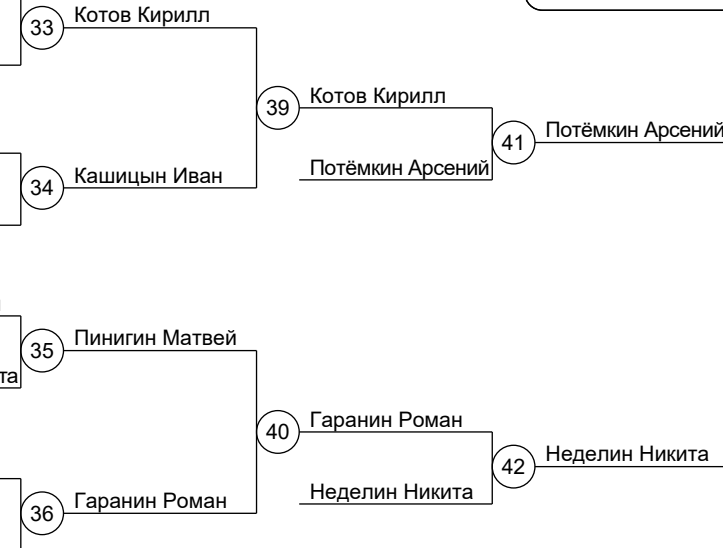 33 Котов Кирилл
39 Котов Кирилл
41 Потёмкин Арсений
Потёмкин Арсений
34 Кашицын Иван
35 Пинигин Матвей
та
40 Гаранин Роман
42 Неделин Никита
Неделин Никита
36 Гаранин Роман